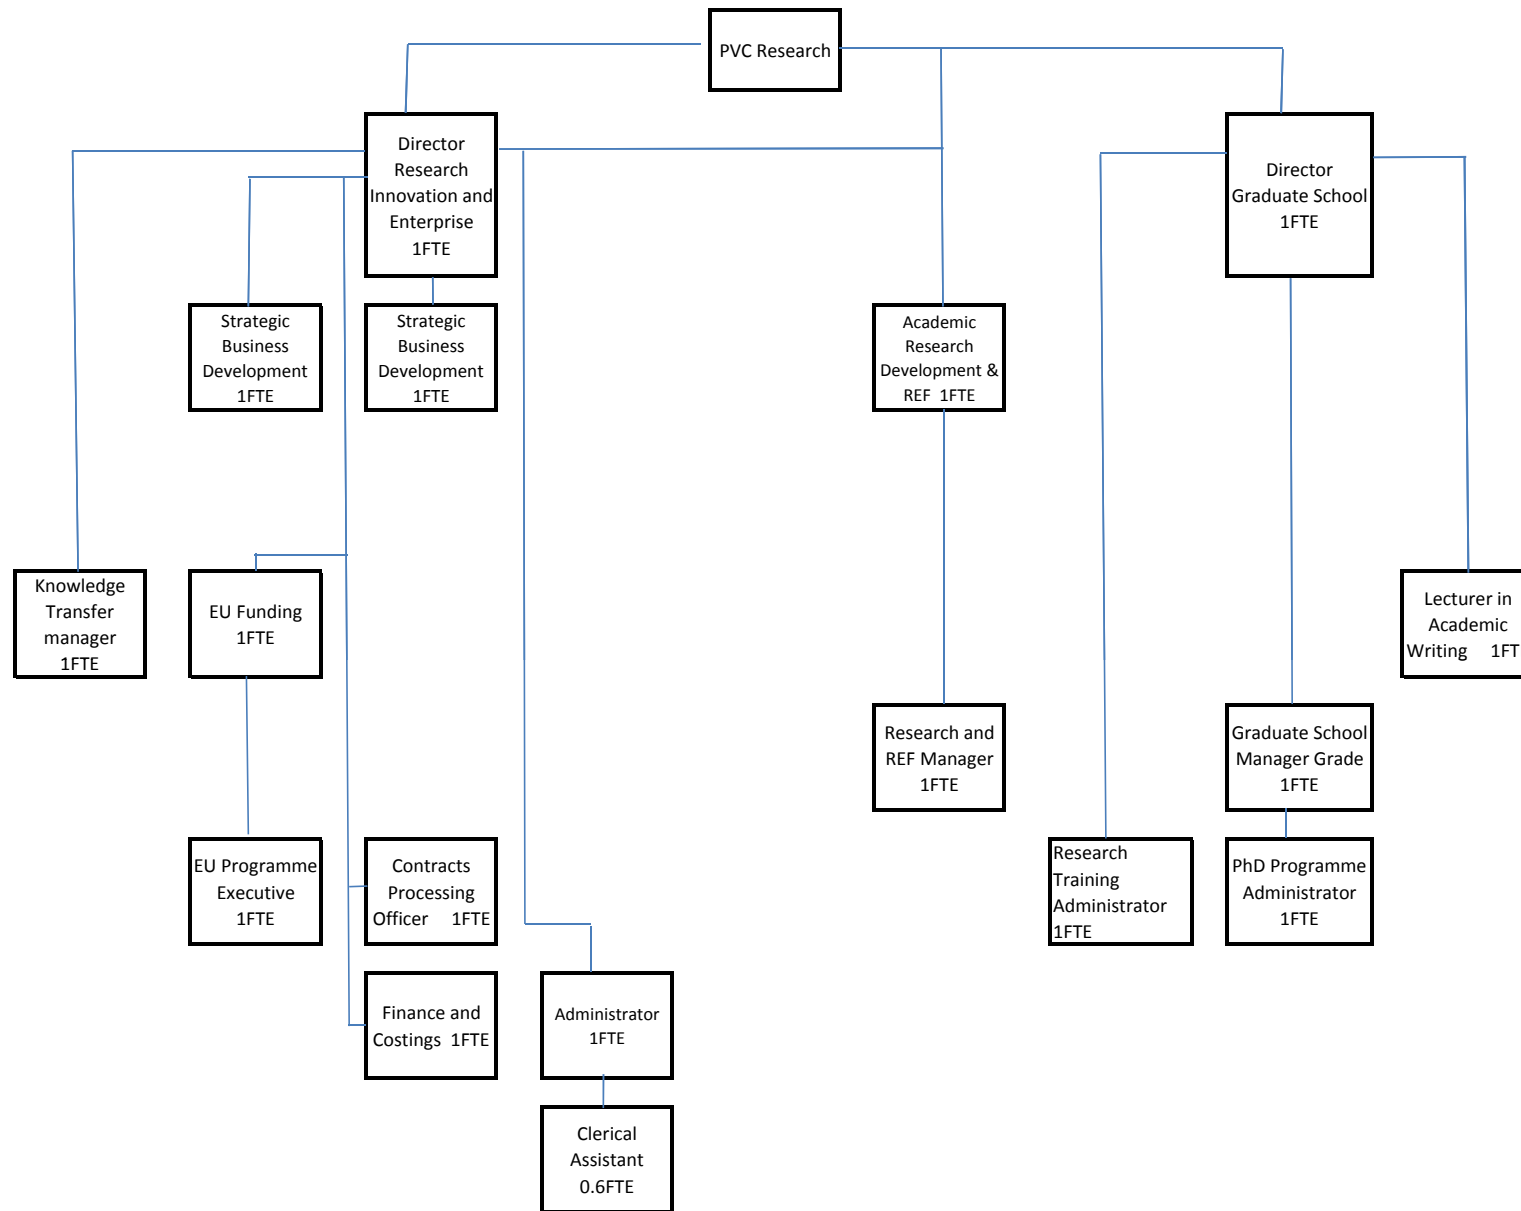 PVC Research
Director
Research
Innovation and
Enterprise
1FTE
Director
Graduate School
1FTE
Strategic
Business
Development
1FTE
Strategic
Business
Development
1FTE
Academic
Research
Development &
REF 1FTE
Knowledge
Transfer
manager
1FTE
EU Funding
1FTE
Lecturer in
Academic
Writing 1FT
Research and
REF Manager
1FTE
Graduate School
Manager Grade
1FTE
EU Programme
Executive
1FTE
Contracts
Processing
Officer 1FTE
Research
Training
Administrator
1FTE
PhD Programme
Administrator
1FTE
Finance and
Costings 1FTE
Administrator
1FTE
Clerical
Assistant
0.6FTE